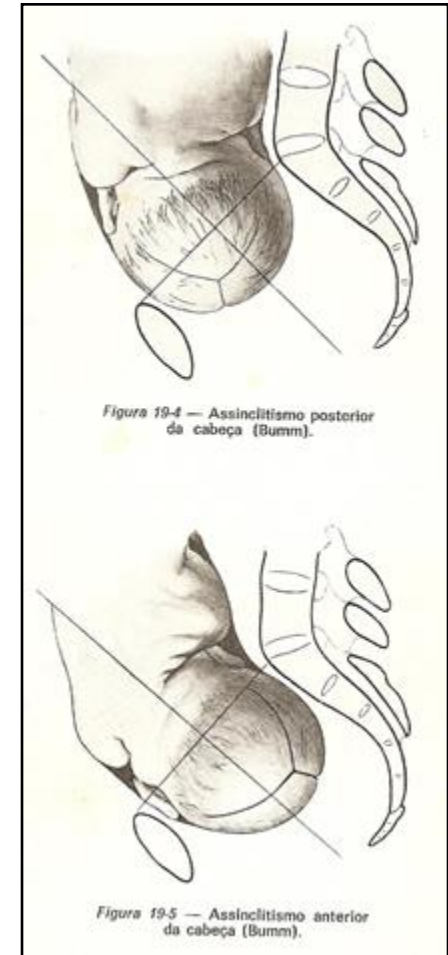 Figura 19-4 — Assinclitismo posterior
da cabeça (Bumm).
Figura 19-5 — Assinclitismo anterior
da cabeça (Bumm).